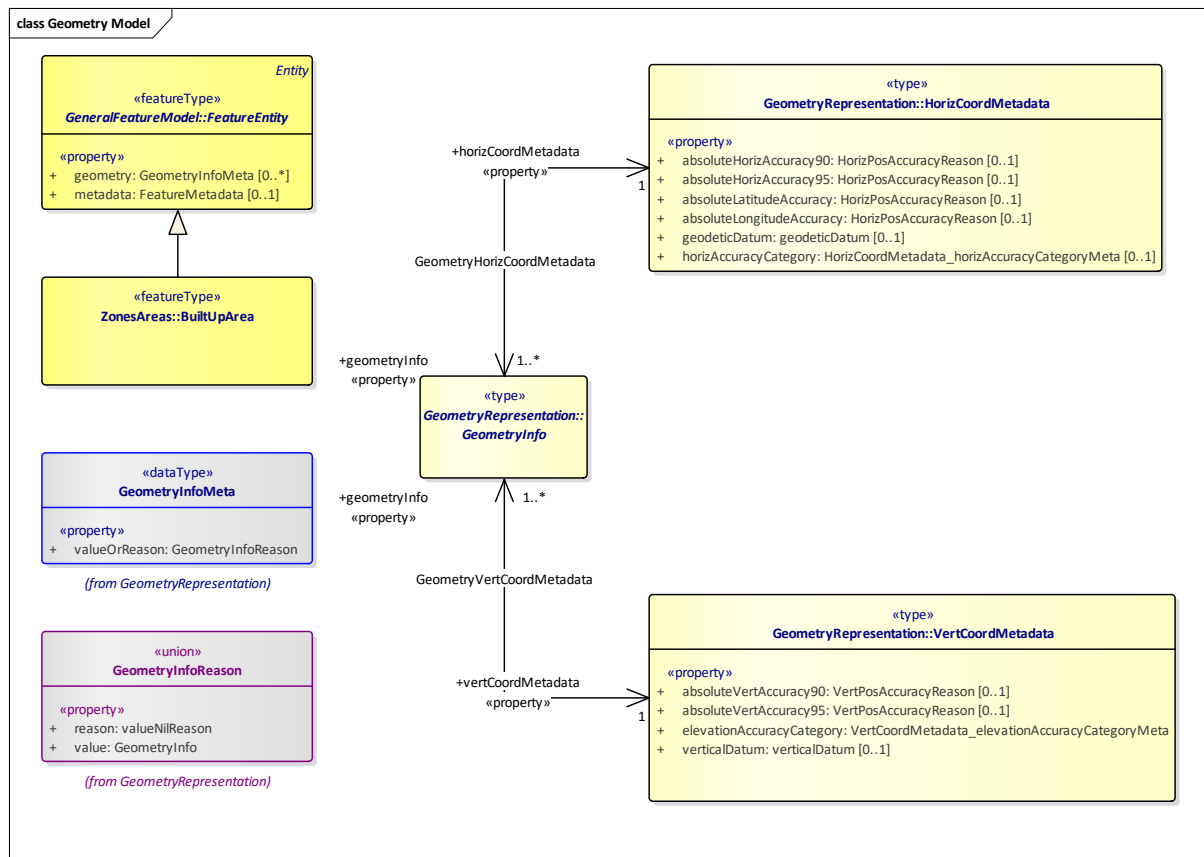 class Geometry Model
Entity
«featureType»
GeneralFeatureModel::FeatureEntity
«property»
+ geometry: GeometryInfoMeta [0..*]
+ metadata: FeatureMetadata [0..1]
«featureType»
ZonesAreas::BuiltUpArea
«dataType»
GeometryInfoMeta
«property»
+ valueOrReason: GeometryInfoReason
(from GeometryRepresentation)
«union»
GeometryInfoReason
«property»
+ reason: valueNilReason
+ value: GeometryInfo
(from GeometryRepresentation)
+horizCoordMetadata
«property»
1
GeometryHorizCoordMetadata
+geometryInfo
«property»
1..*
«type»
GeometryRepresentation::
GeometryInfo
+geometryInfo
«property»
1..*
GeometryVertCoordMetadata
+vertCoordMetadata
«property»
1
«type»
GeometryRepresentation::HorizCoordMetadata
«property»
+ absoluteHorizAccuracy90: HorizPosAccuracyReason [0..1]
+ absoluteHorizAccuracy95: HorizPosAccuracyReason [0..1]
+ absoluteLatitudeAccuracy: HorizPosAccuracyReason [0..1]
+ absoluteLongitudeAccuracy: HorizPosAccuracyReason [0..1]
+ geodeticDatum: geodeticDatum [0..1]
+ horizAccuracyCategory: HorizCoordMetadata_horizAccuracyCategoryMeta [0..1]
«type»
GeometryRepresentation::VertCoordMetadata
«property»
+ absoluteVertAccuracy90: VertPosAccuracyReason [0..1]
+ absoluteVertAccuracy95: VertPosAccuracyReason [0..1]
+ elevationAccuracyCategory: VertCoordMetadata_elevationAccuracyCategoryMeta
+ verticalDatum: verticalDatum [0..1]